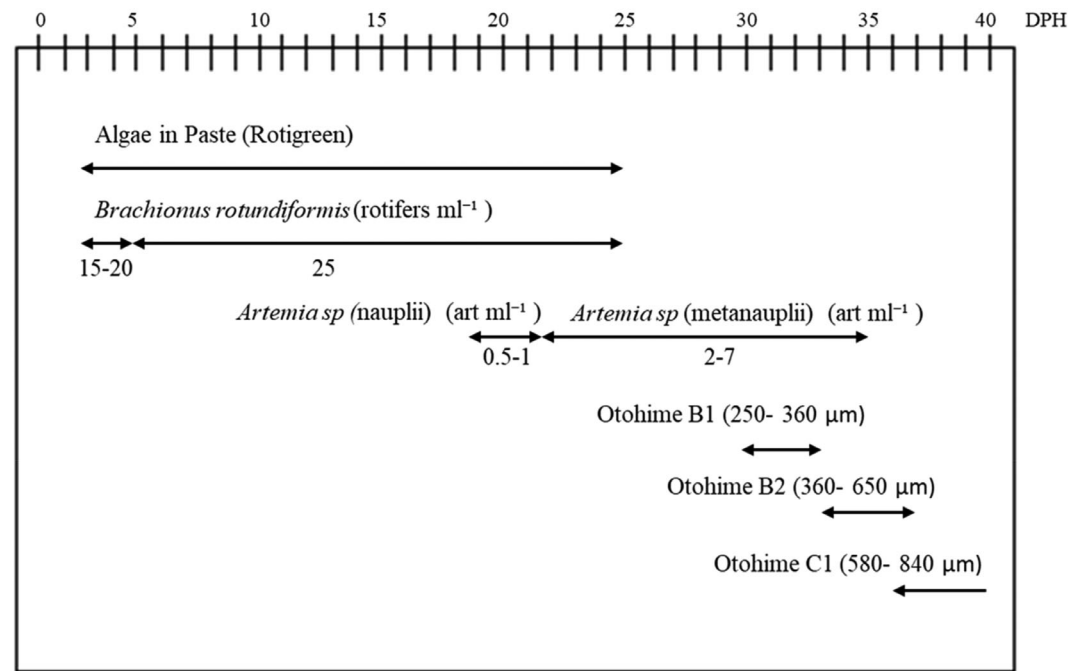 0 5 10 15 20 25 30 35 40 DPH
Algae in Paste (Rotigreen)
Brachionus rotundiformis (rotifers ml⁻¹ )
15-20 25
Artemia sp (nauplii) (art ml⁻¹ ) Artemia sp (metanauplii) (art ml⁻¹ )
0.5-1 2-7
Otohime B1 (250- 360 μm)
Otohime B2 (360- 650 μm)
Otohime C1 (580- 840 μm)